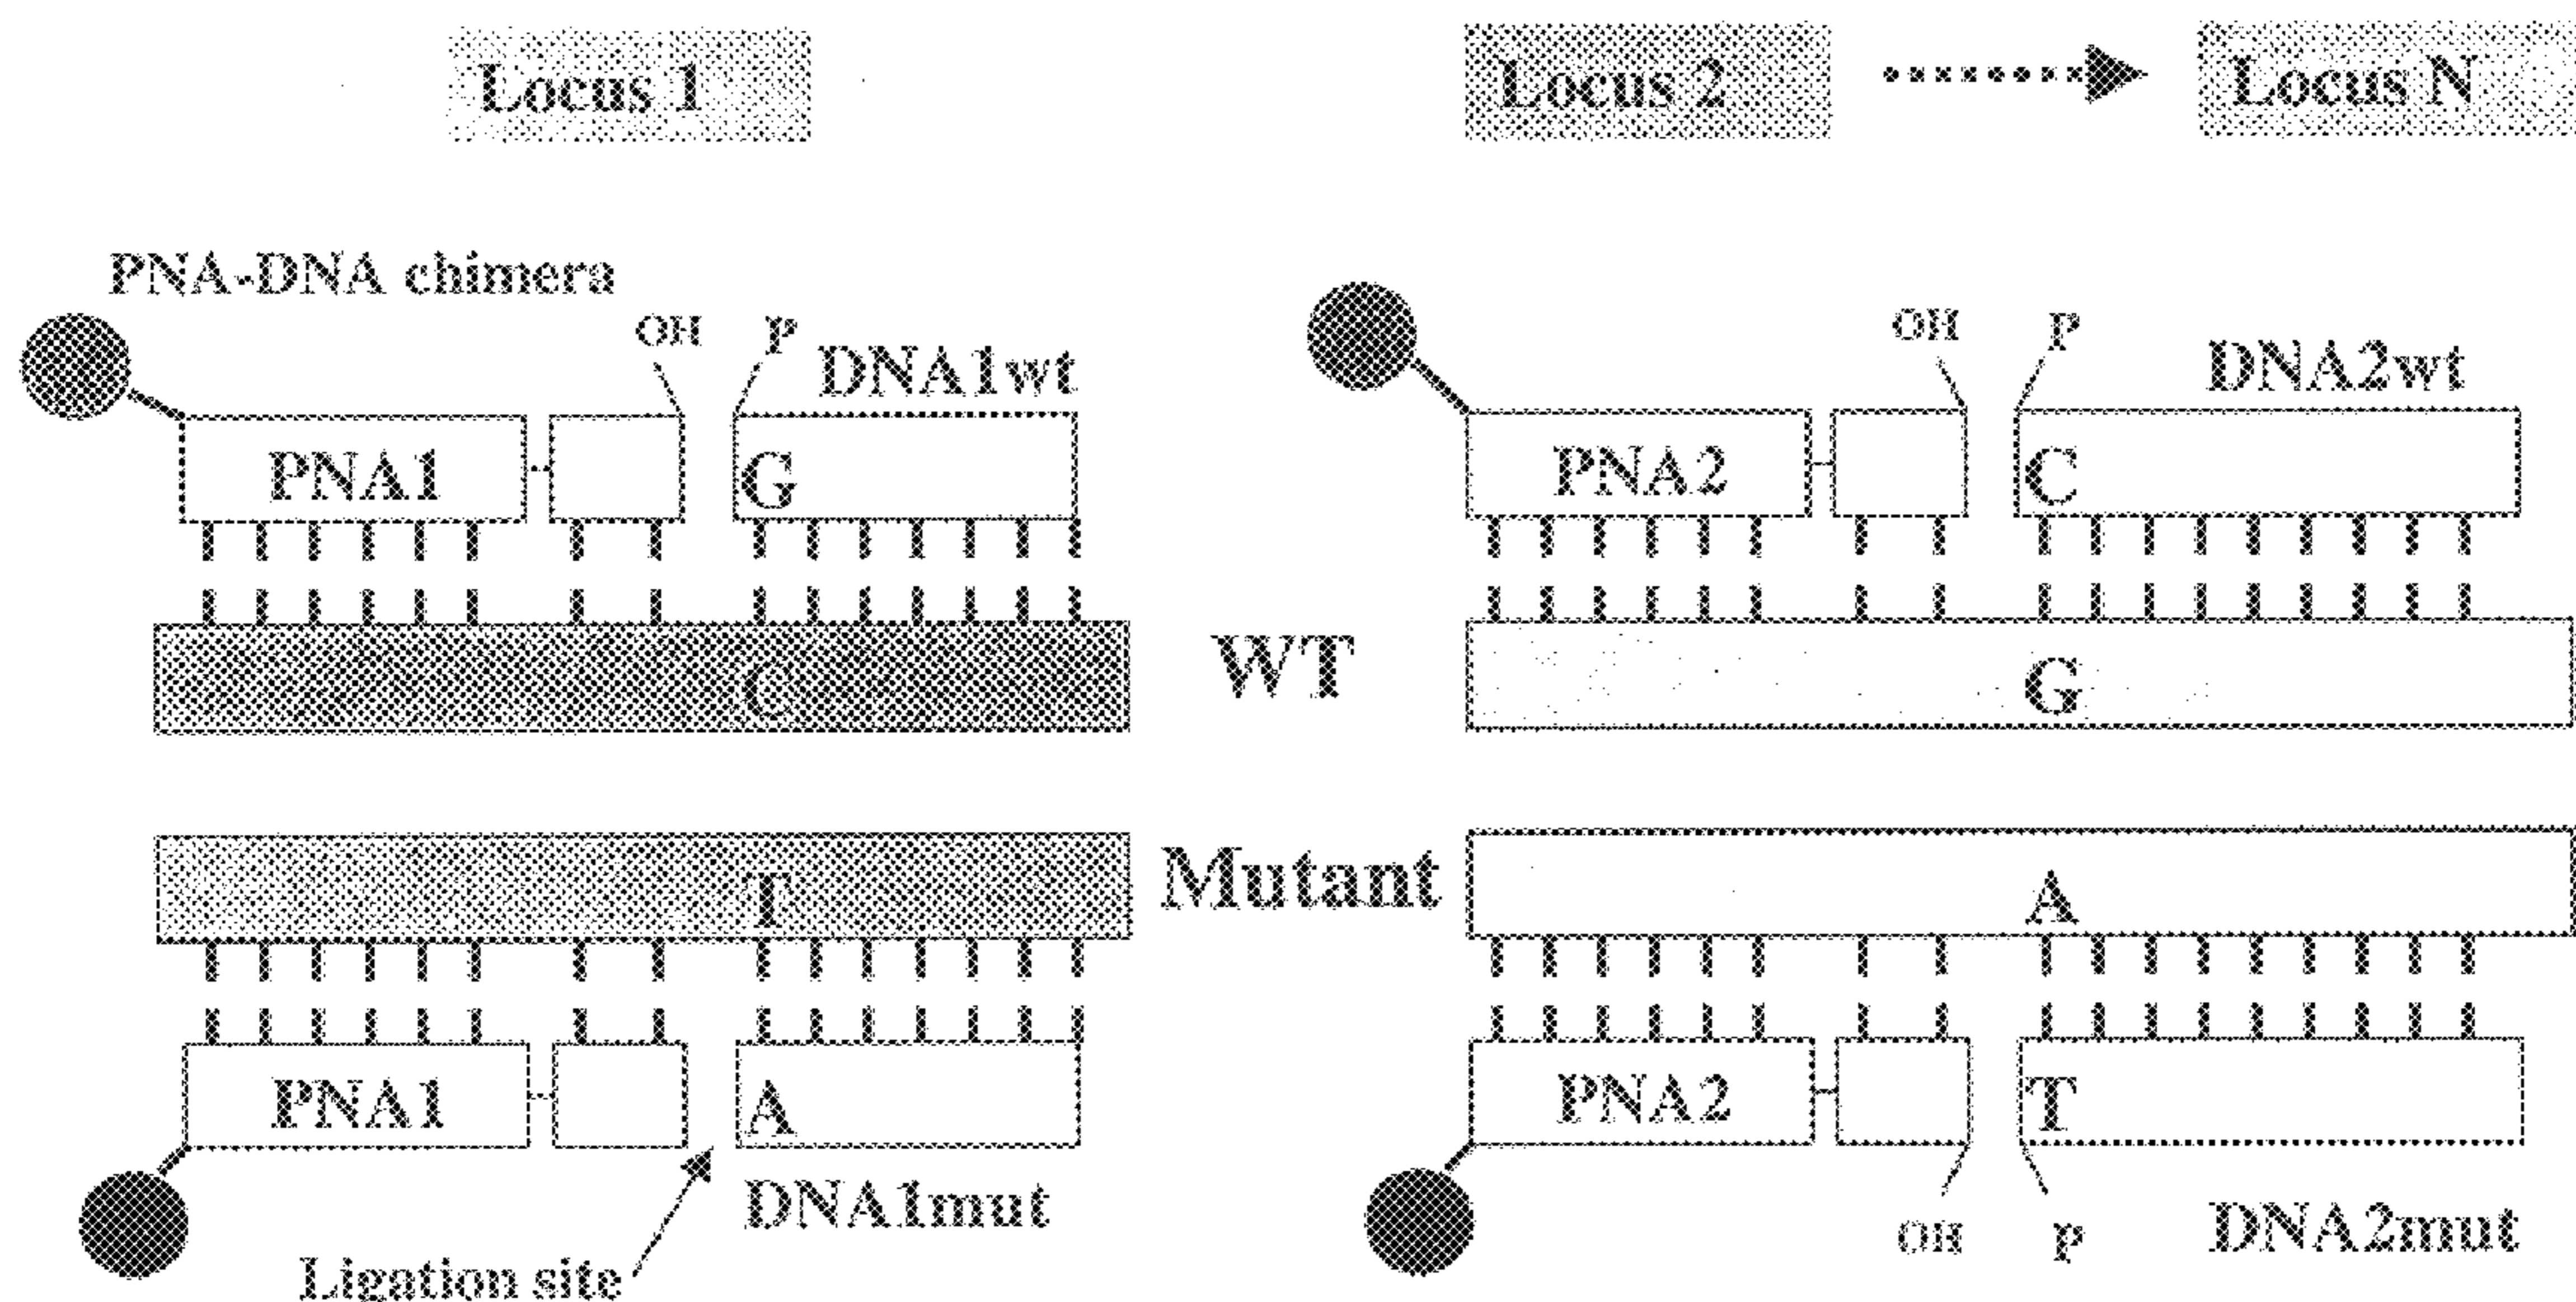 Locus 1
Locus 2
Locus N
PNA-DNA chimera
OH
P
DNA1wt
OH
P
DNA2wt
PNA1
G
PNA2
C
C
WT
G
T
Mutant
A
PNA1
A
PNA2
T
DNA1mut
Ligation site
OH
P
DNA2mut